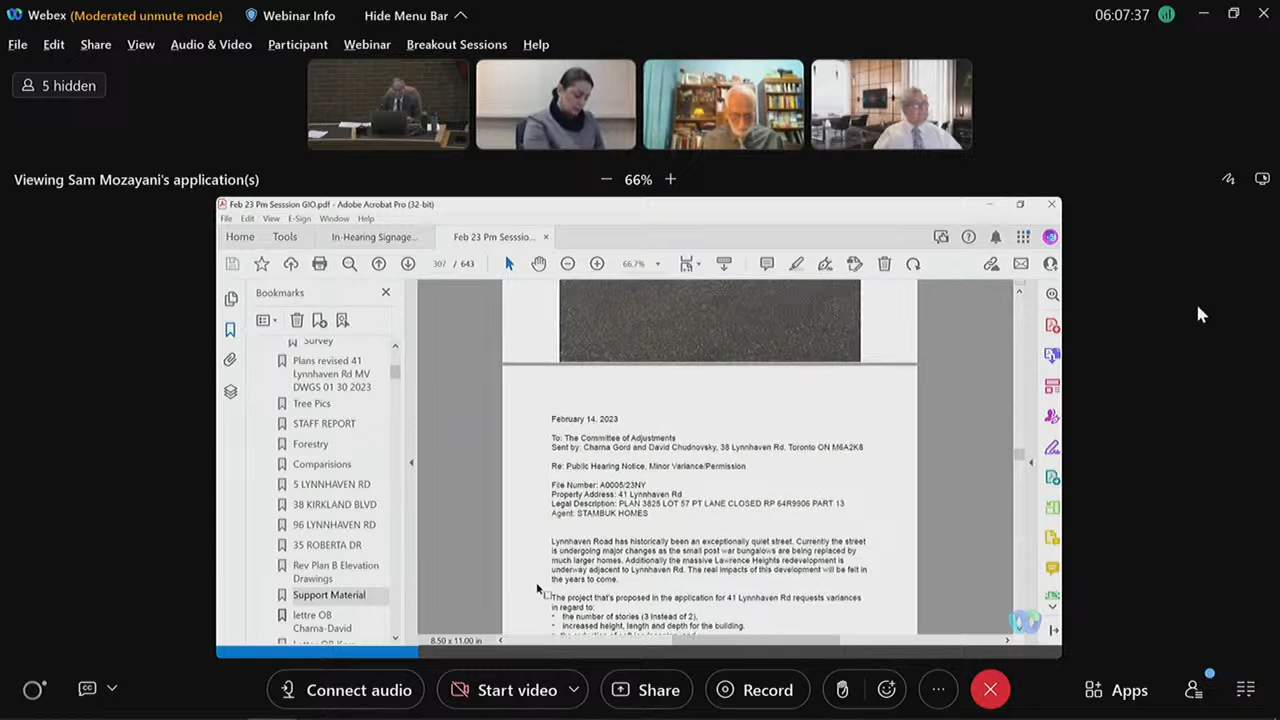 Webex (Moderated unmute mode) Webinar Info Hide Menu Bar 06:07:37
File Edit Share View Audio & Video Participant Webinar Breakout Sessions Help
5 hidden
Viewing Sam Mozayani's application(s) 66%
Feb 23 Pm Sesssion GIO.pdf - Adobe Acrobat Pro (32-bit)
File Edit View E-Sign Window Help
Home Tools In-Hearing Signage... Feb 23 Pm Sesssio...
307 / 643 66.7%
Bookmarks
Survey
Plans revised 41
Lynnhaven Rd MV
DWGS 01 30 2023
Tree Pics
STAFF REPORT
Forestry
Comparisions
5 LYNNHAVEN RD
38 KIRKLAND BLVD
96 LYNNHAVEN RD
35 ROBERTA DR
Rev Plan B Elevation
Drawings
Support Material
lettre OB
Charna-David
February 14, 2023
To: The Committee of Adjustments
Sent by: Charna Gord and David Chudnovsky, 38 Lynnhaven Rd, Toronto ON M6A2K8
Re: Public Hearing Notice, Minor Variance/Permission
File Number: A0005/23NY
Property Address: 41 Lynnhaven Rd
Legal Description: PLAN 3825 LOT 57 PT LANE CLOSED RP 64R9906 PART 13
Agent: STAMBUK HOMES
Lynnhaven Road has historically been an exceptionally quiet street. Currently the street
is undergoing major changes as the small post war bungalows are being replaced by
much larger homes. Additionally the massive Lawrence Heights redevelopment is
underway adjacent to Lynnhaven Rd. The real impacts of this development will be felt in
the years to come.
The project that's proposed in the application for 41 Lynnhaven Rd requests variances
in regard to:
- the number of stories (3 instead of 2),
- increased height, length and depth for the building.
8.50 x 11.00 in
Connect audio Start video Share Record Apps